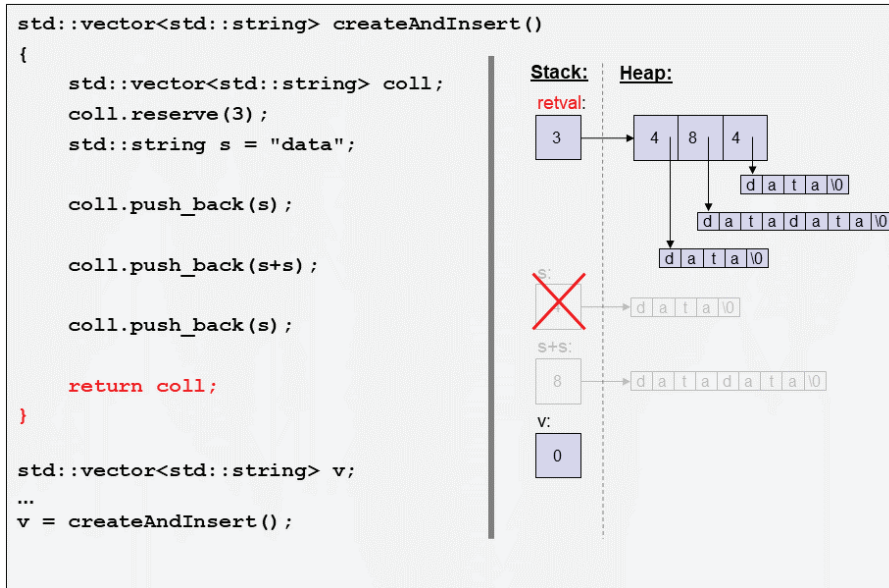 std::vector<std::string> createAndInsert()
{
std::vector<std::string> coll;
coll.reserve(3);
std::string s = "data";
coll.push_back(s);
coll.push_back(s+s);
coll.push_back(s);
return coll;
}
std::vector<std::string> v;
...
v = createAndInsert();
Stack: Heap:
retval:
3 4 8 4
d a t a \0
d a t a d a t a \0
d a t a \0
s:
4 d a t a \0
s+s:
8 d a t a d a t a \0
v:
0